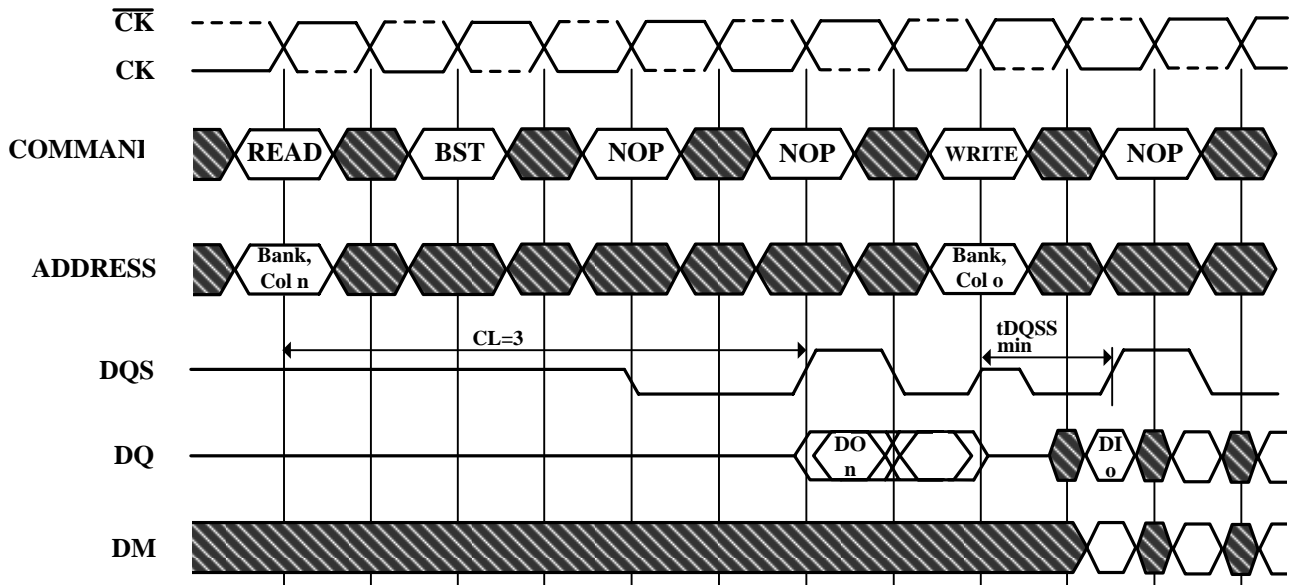 CK
CK
COMMANI
READ
BST
NOP
NOP
WRITE
NOP
ADDRESS
Bank,
Col n
Bank,
Col o
CL=3
tDQSS
min
DQS
DQ
DO
n
DI
o
DM